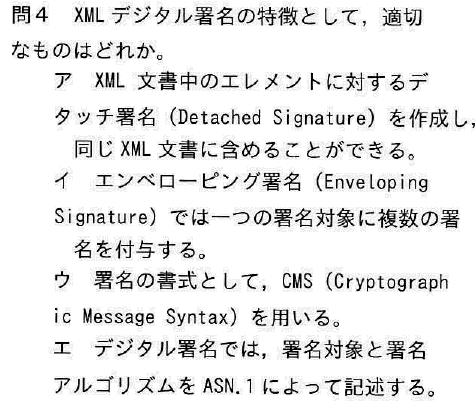 問4 XMLデジタル署名の特徴として，適切
なものはどれか。
ア XML 文書中のエレメントに対するデ
タッチ署名（Detached Signature）を作成し，
同じXML文書に含めることができる。
イ エンベローピング署名（Enveloping
Signature）では一つの署名対象に複数の署
名を付与する。
ウ 署名の書式として，CMS（Cryptograph
ic Message Syntax）を用いる。
エ デジタル署名では，署名対象と署名
アルゴリズムをASN.1によって記述する。